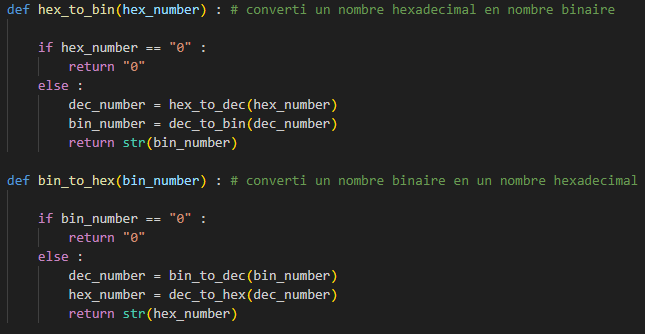 def hex_to_bin(hex_number) : # converti un nombre hexadecimal en nombre binaire
if hex_number == "0" :
return "0"
else :
dec_number = hex_to_dec(hex_number)
bin_number = dec_to_bin(dec_number)
return str(bin_number)
def bin_to_hex(bin_number) : # converti un nombre binaire en un nombre hexadecimal
if bin_number == "0" :
return "0"
else :
dec_number = bin_to_dec(bin_number)
hex_number = dec_to_hex(dec_number)
return str(hex_number)